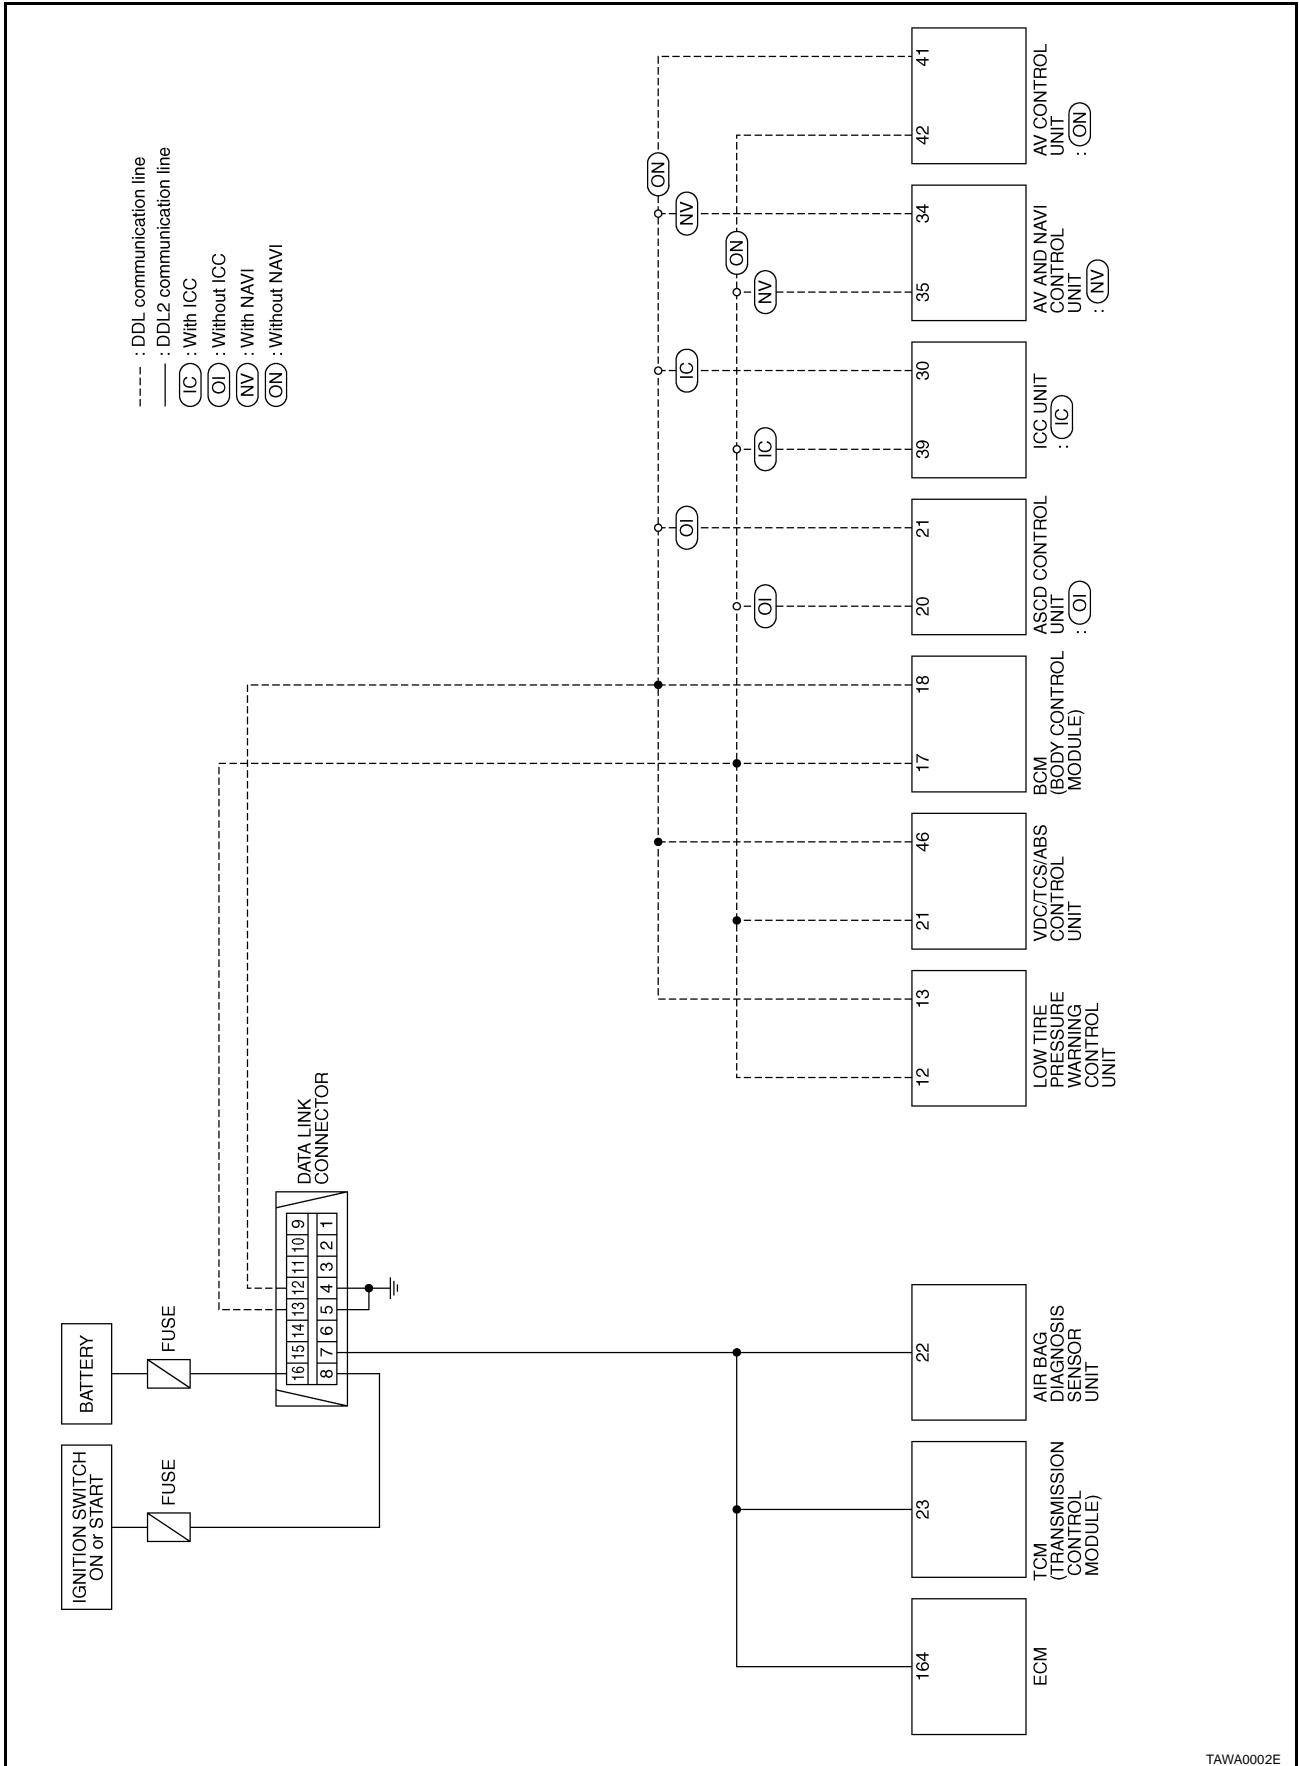 IGNITION SWITCH
ON or START
FUSE
BATTERY
FUSE
DATA LINK
CONNECTOR
16 15 14 13 12 11 10 9
8 7 6 5 4 3 2 1
: DDL communication line
: DDL2 communication line
IC : With ICC
OI : Without ICC
NV : With NAVI
ON : Without NAVI
OI
IC
NV
ON
OI
IC
NV
ON
164
ECM
23
TCM
(TRANSMISSION
CONTROL
MODULE)
22
AIR BAG
DIAGNOSIS
SENSOR
UNIT
12 13
LOW TIRE
PRESSURE
WARNING
CONTROL
UNIT
21 46
VDC/TCS/ABS
CONTROL
UNIT
17 18
BCM
(BODY CONTROL
MODULE)
20 21
ASCD CONTROL
UNIT
: OI
39 30
ICC UNIT
: IC
35 34
AV AND NAVI
CONTROL
UNIT
: NV
42 41
AV CONTROL
UNIT
: ON
TAWA0002E